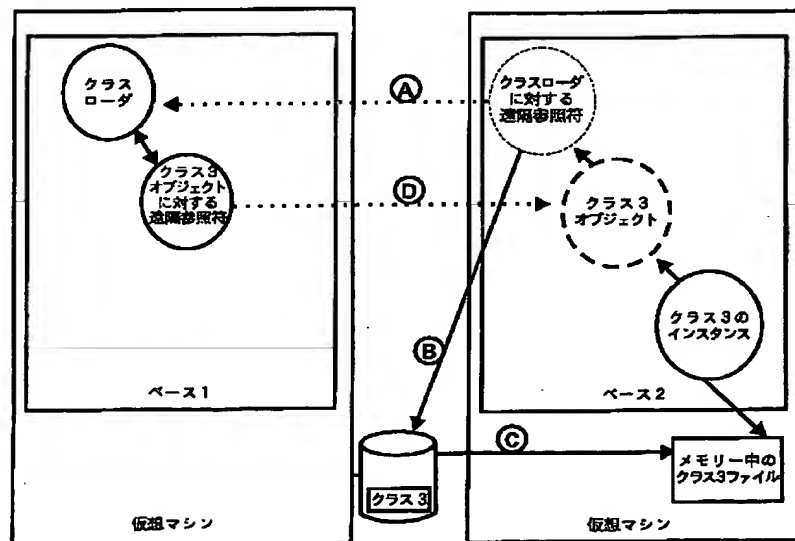 クラス
ローダ
クラス3
オブジェクト
に対する
遠隔参照符
ベース1
仮想マシン
A
D
B
C
クラス3
クラスローダ
に対する
遠隔参照符
クラス3
オブジェクト
クラス3の
インスタンス
ベース2
メモリー中の
クラス3ファイル
仮想マシン